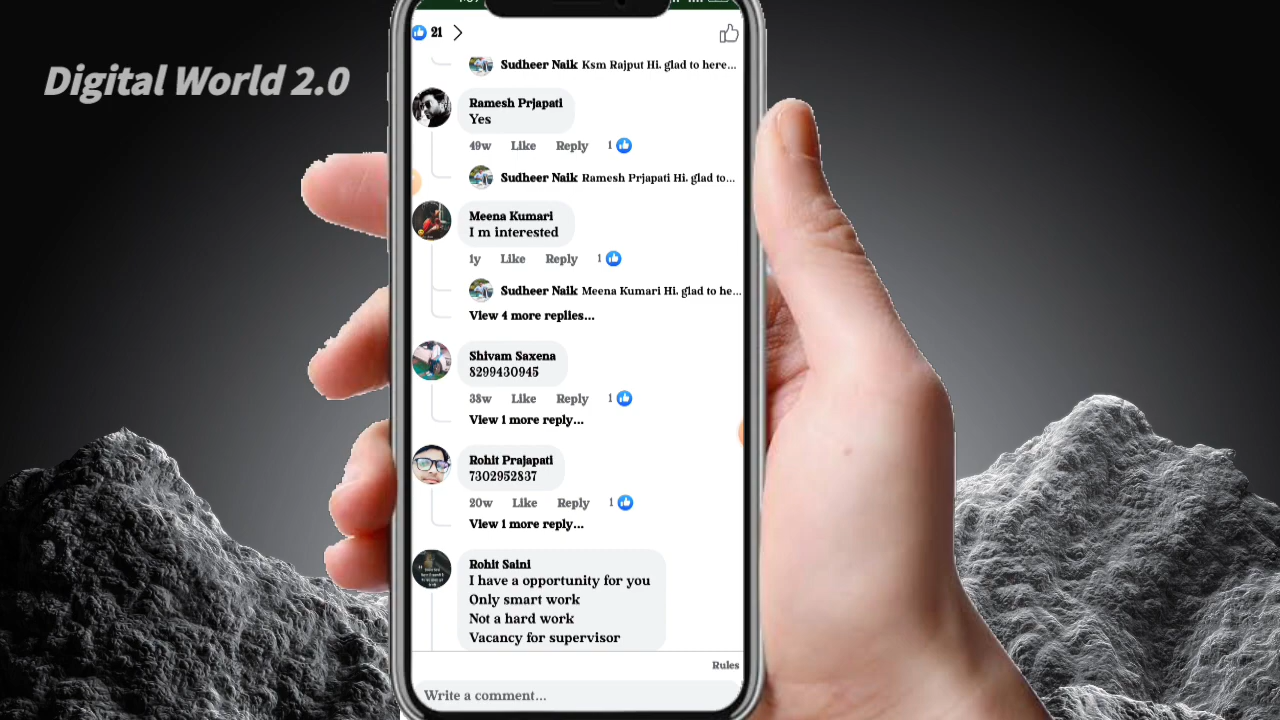 Digital World 2.0
21
Sudheer Naik Ksm Rajput Hi. glad to here...
Ramesh Prjapati
Yes
49w Like Reply 1
Sudheer Naik Ramesh Prjapati Hi. glad to...
Meena Kumari
I m interested
1y Like Reply 1
Sudheer Naik Meena Kumari Hi. glad to he...
View 4 more replies...
Shivam Saxena
8299430945
38w Like Reply 1
View 1 more reply...
Rohit Prajapati
7302952837
20w Like Reply 1
View 1 more reply...
Rohit Saini
I have a opportunity for you
Only smart work
Not a hard work
Vacancy for supervisor
Rules
Write a comment...